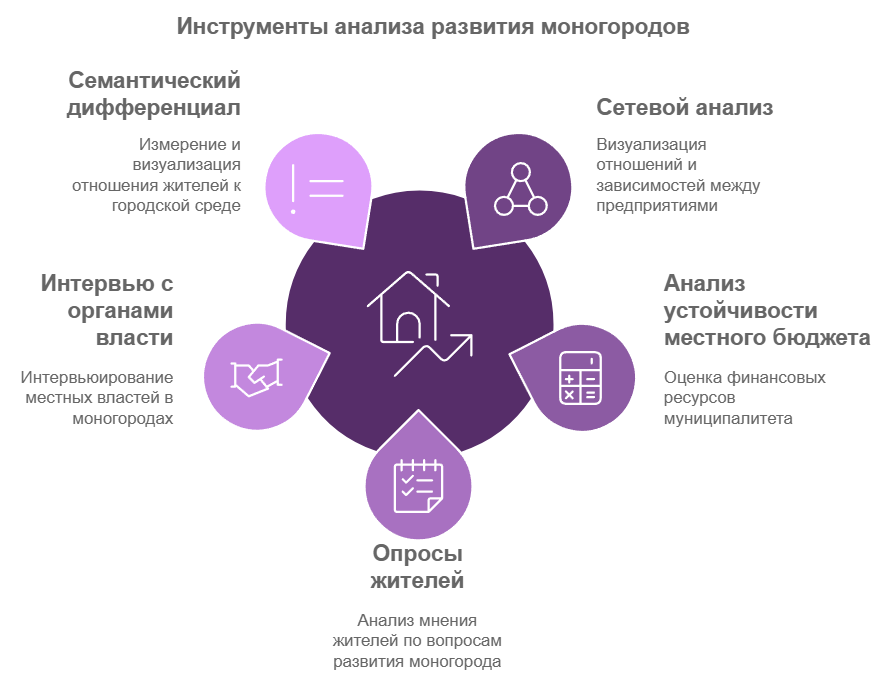 Инструменты анализа развития моногородов
Семантический
дифференциал
Измерение и
визуализация
отношения жителей к
городской среде
Сетевой анализ
Визуализация
отношений и
зависимостей между
предприятиями
Интервью с
органами
власти
Интервьюирование
местных властей в
моногородах
Анализ
устойчивости
местного бюджета
Оценка финансовых
ресурсов
муниципалитета
Опросы
жителей
Анализ мнения
жителей по вопросам
развития моногорода